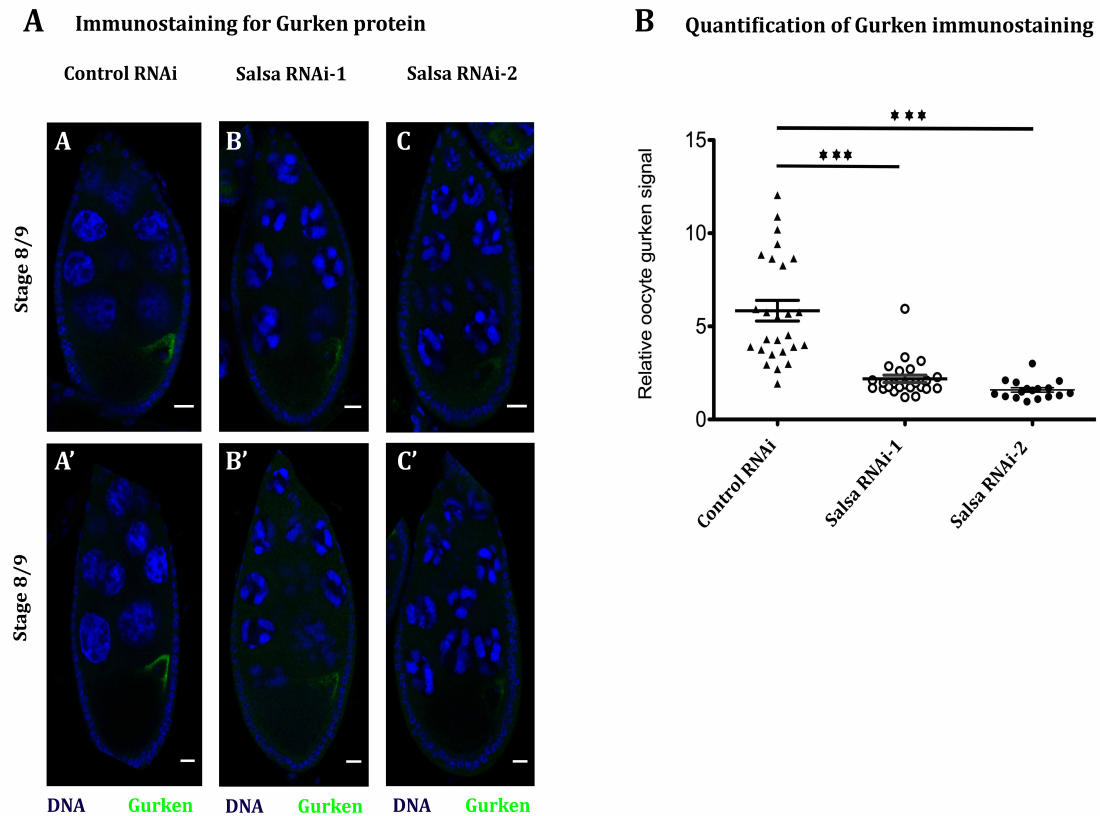 A Immunostaining for Gurken protein
Control RNAi Salsa RNAi-1 Salsa RNAi-2
Stage 8/9
A
B
C
Stage 8/9
A′
B′
C′
DNA Gurken DNA Gurken DNA Gurken
B Quantification of Gurken immunostaining
Relative oocyte gurken signal
15
10
5
0
Control RNAi
Salsa RNAi-1
Salsa RNAi-2